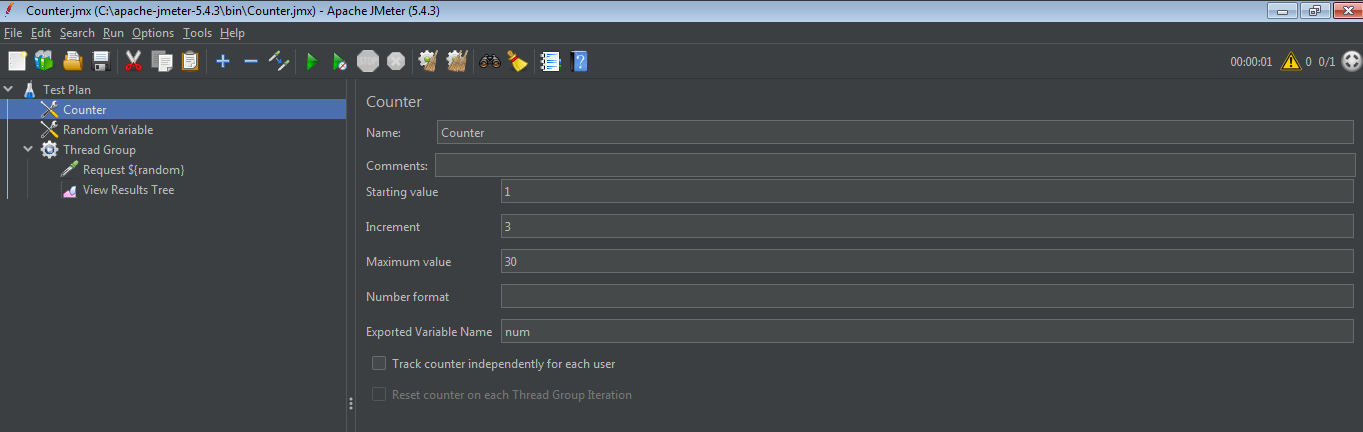 Counter.jmx (C:\apache-jmeter-5.4.3\bin\Counter.jmx) - Apache JMeter (5.4.3)
File Edit Search Run Options Tools Help
STOP 00:00:01 0 0/1
Test Plan
Counter
Random Variable
Thread Group
Request ${random}
View Results Tree
Counter
Name: Counter
Comments:
Starting value 1
Increment 3
Maximum value 30
Number format
Exported Variable Name num
Track counter independently for each user
Reset counter on each Thread Group Iteration